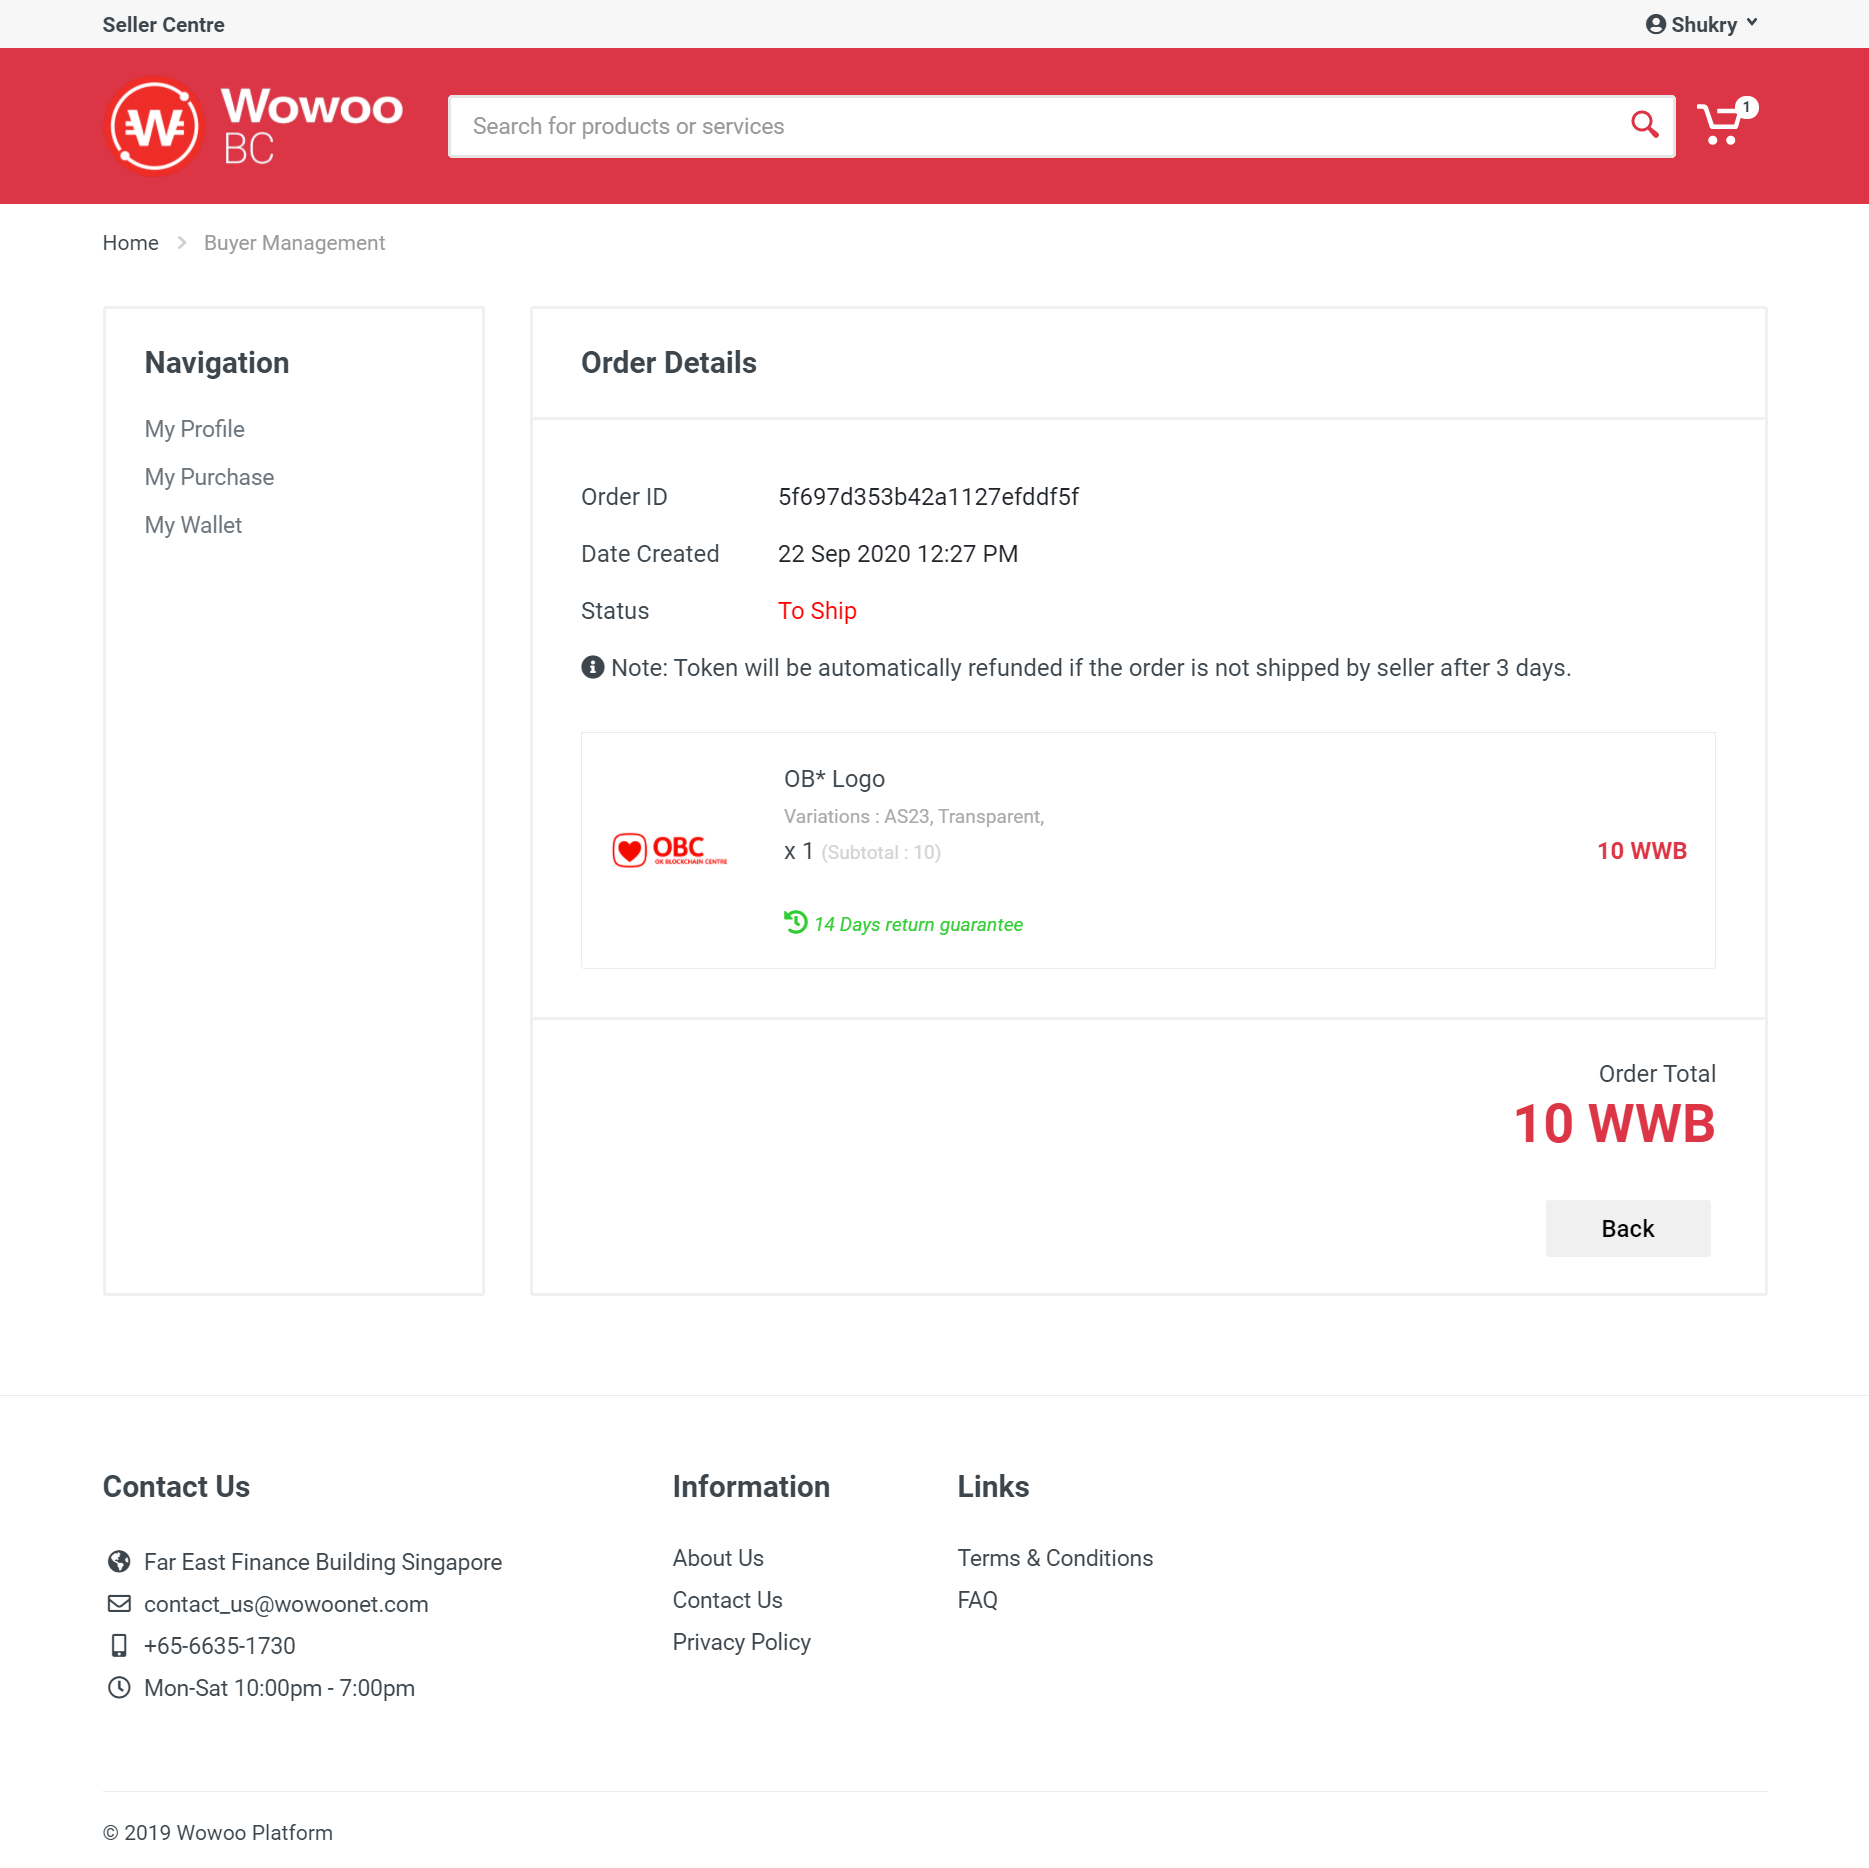 Seller Centre
Shukry
Wowoo
BC
Search for products or services
1
Home
Buyer Management
Navigation
My Profile
My Purchase
My Wallet
Order Details
Order ID 5f697d353b42a1127efddf5f
Date Created 22 Sep 2020 12:27 PM
Status To Ship
Note: Token will be automatically refunded if the order is not shipped by seller after 3 days.
OBC
OK BLOCKCHAIN CENTRE
OB* Logo
Variations : AS23, Transparent,
x 1 (Subtotal : 10)
10 WWB
14 Days return guarantee
Order Total
10 WWB
Back
Contact Us
Far East Finance Building Singapore
contact_us@wowoonet.com
+65-6635-1730
Mon-Sat 10:00pm - 7:00pm
Information
About Us
Contact Us
Privacy Policy
Links
Terms & Conditions
FAQ
© 2019 Wowoo Platform